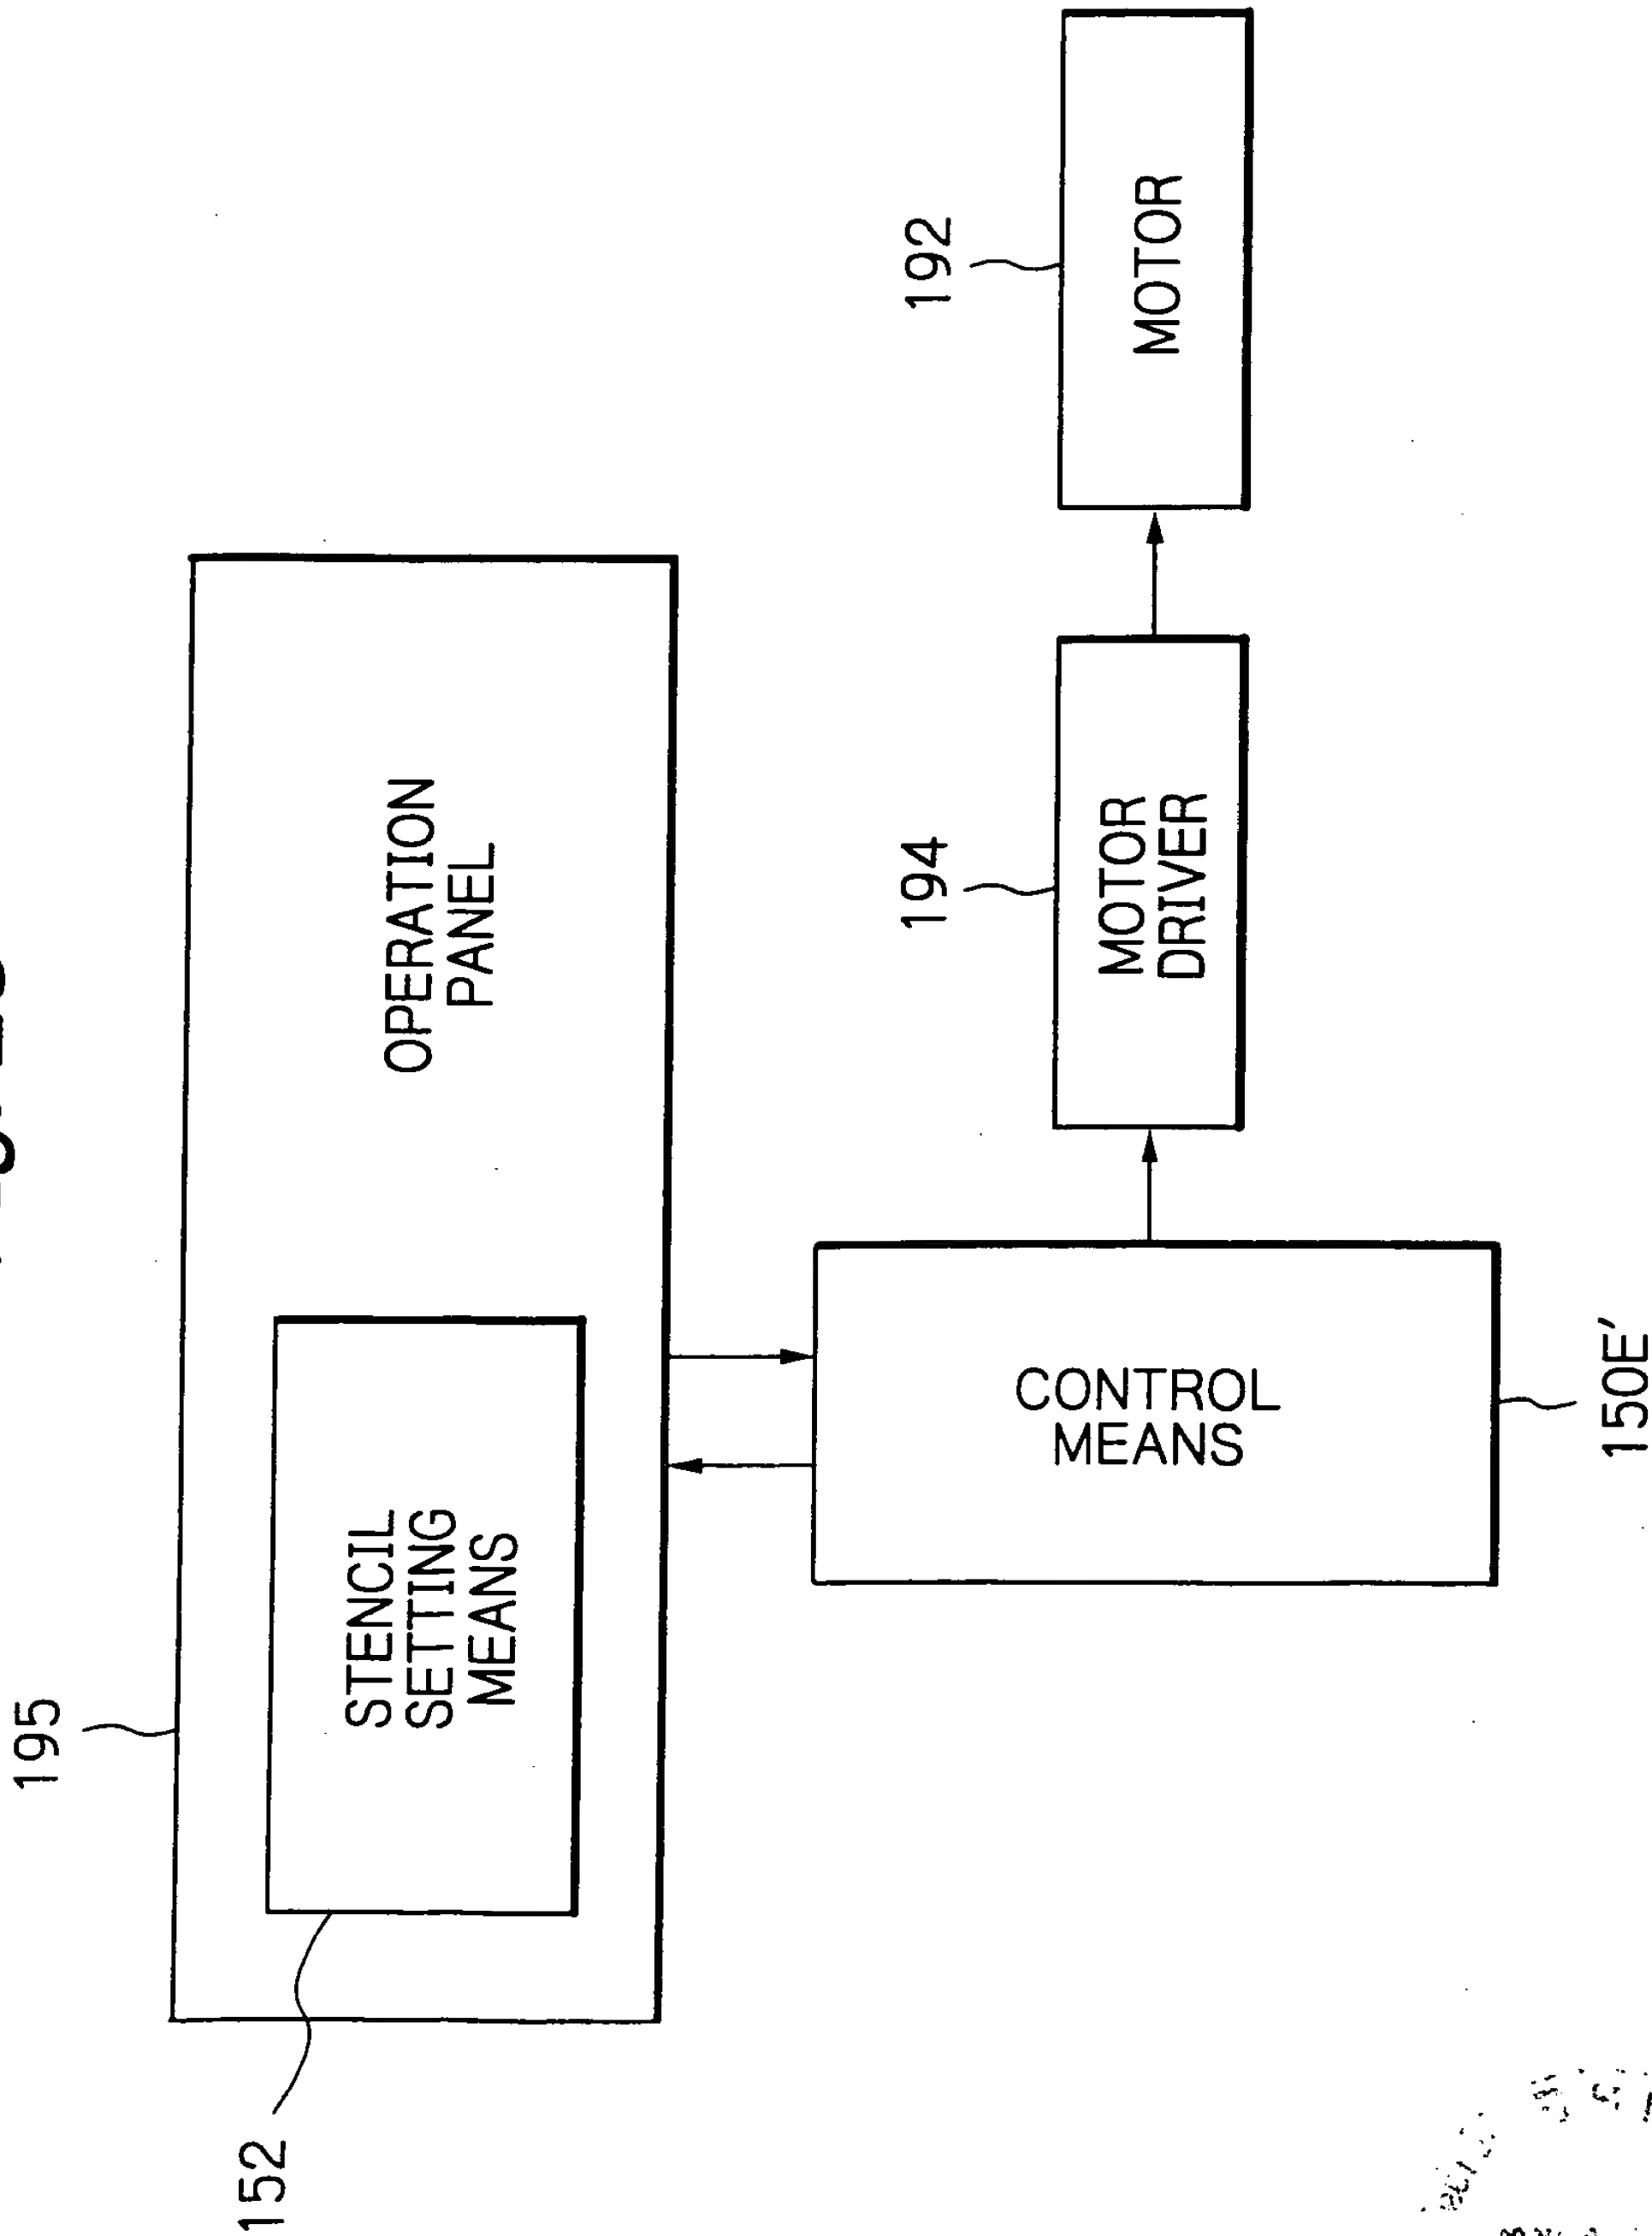 195
OPERATION
PANEL
STENCIL
SETTING
MEANS
152
CONTROL
MEANS
150E′
194
MOTOR
DRIVER
192
MOTOR